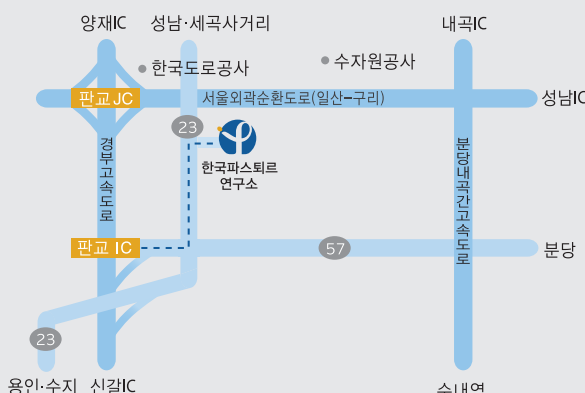 양재IC
성남·세곡사거리
내곡IC
한국도로공사
수자원공사
판교 JC
서울외곽순환도로(일산-구리)
성남IC
23
한국파스퇴르
연구소
경부고속도로
분당내곡간고속도로
판교 IC
57
분당
23
용인·수지
신갈IC
수내역